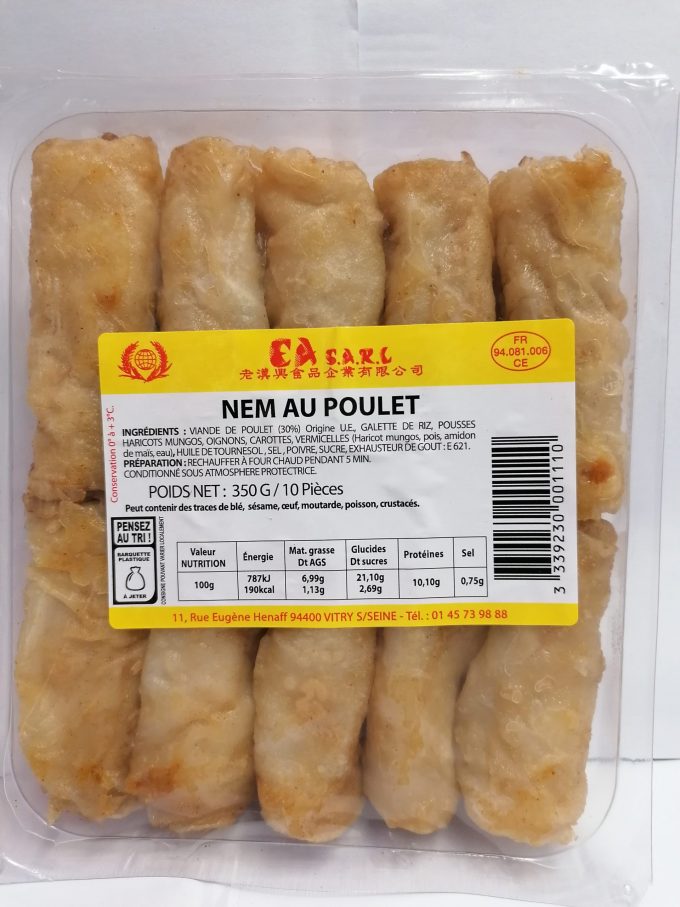 EA S.A.R.L
老漢興食品企業有限公司
FR
94.081.006
CE
NEM AU POULET
Conservation 0° à + 3°C.
INGRÉDIENTS : VIANDE DE POULET (30%) Origine U.E., GALETTE DE RIZ, POUSSES
HARICOTS MUNGOS, OIGNONS, CAROTTES, VERMICELLES (Haricot mungos, pois, amidon
de maïs, eau), HUILE DE TOURNESOL , SEL , POIVRE, SUCRE, EXHAUSTEUR DE GOUT : E 621.
PRÉPARATION : RECHAUFFER A FOUR CHAUD PENDANT 5 MIN.
CONDITIONNÉ SOUS ATMOSPHERE PROTECTRICE.
POIDS NET : 350 G / 10 Pièces
Peut contenir des traces de blé, sésame, œuf, moutarde, poisson, crustacés.
PENSEZ
AU TRI !
BARQUETTE
PLASTIQUE
À JETER
CONSIGNE POUVANT VARIER LOCALEMENT
Valeur NUTRITION Énergie Mat. grasse Dt AGS Glucides Dt sucres Protéines Sel
100g 787kJ 190kcal 6,99g 1,13g 21,10g 2,69g 10,10g 0,75g
3 339230 001110
11, Rue Eugène Henaff 94400 VITRY S/SEINE - Tél. : 01 45 73 98 88